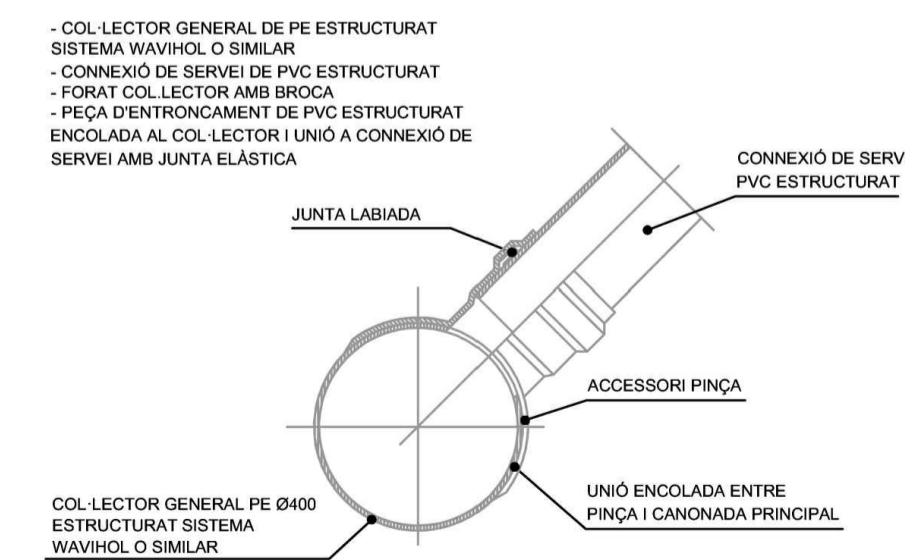 - COL·LECTOR GENERAL DE PE ESTRUCTURAT
SISTEMA WAVIHOL O SIMILAR
- CONNEXIÓ DE SERVEI DE PVC ESTRUCTURAT
- FORAT COL.LECTOR AMB BROCA
- PEÇA D'ENTRONCAMENT DE PVC ESTRUCTURAT
ENCOLADA AL COL·LECTOR I UNIÓ A CONNEXIÓ DE
SERVEI AMB JUNTA ELÀSTICA
CONNEXIÓ DE SERV
PVC ESTRUCTURAT
JUNTA LABIADA
ACCESSORI PINÇA
UNIÓ ENCOLADA ENTRE
PINÇA I CANONADA PRINCIPAL
COL·LECTOR GENERAL PE Ø400
ESTRUCTURAT SISTEMA
WAVIHOL O SIMILAR